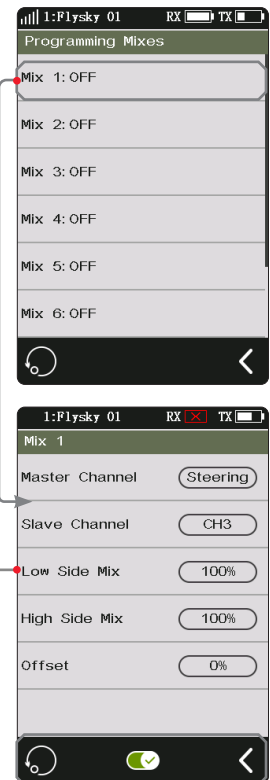 1:Flysky 01 RX TX
Programming Mixes
Mix 1: OFF
Mix 2: OFF
Mix 3: OFF
Mix 4: OFF
Mix 5: OFF
Mix 6: OFF
1:Flysky 01 RX TX
Mix 1
Master Channel Steering
Slave Channel CH3
Low Side Mix 100%
High Side Mix 100%
Offset 0%